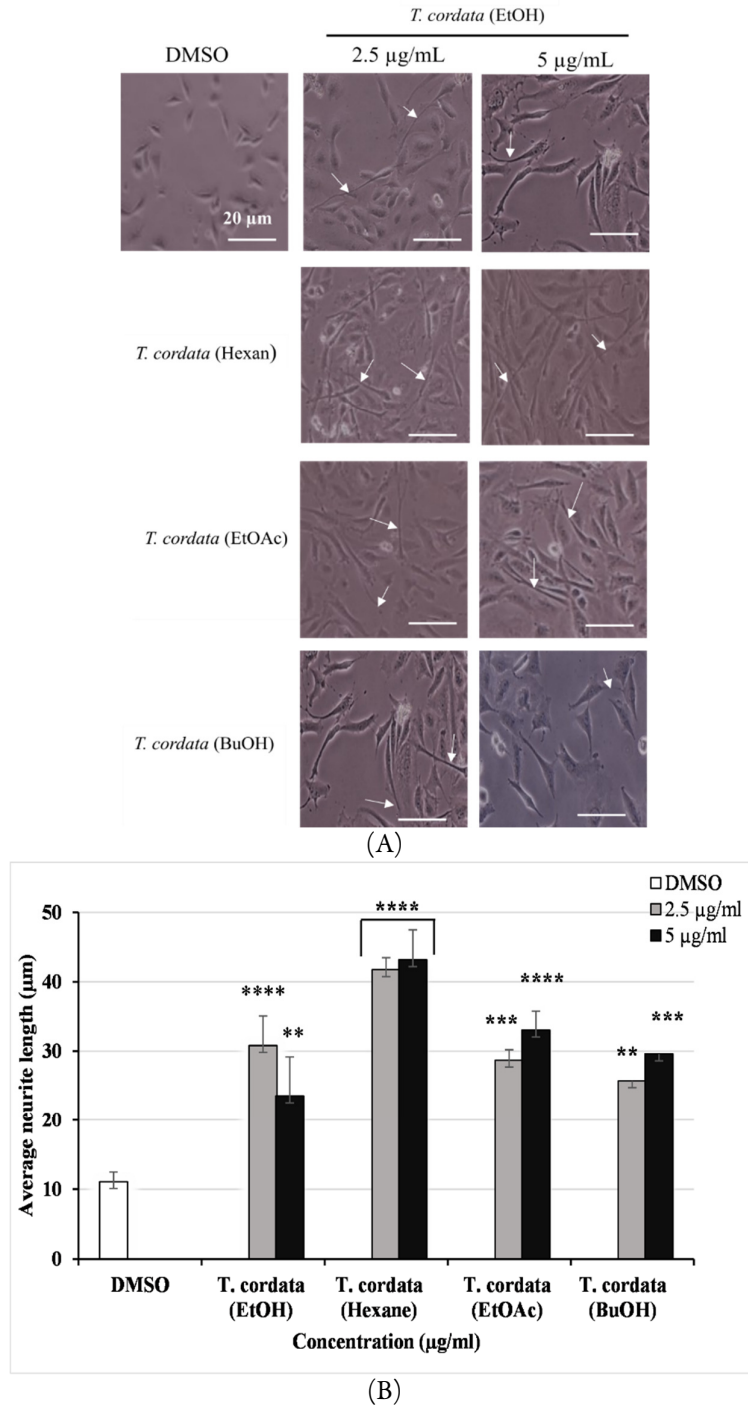 T. cordata (EtOH)
DMSO
2.5 µg/mL
5 µg/mL
20 µm
T. cordata (Hexan)
T. cordata (EtOAc)
T. cordata (BuOH)
(A)
DMSO
2.5 µg/ml
5 µg/ml
Average neurite length (µm)
50
40
30
20
10
0
****
**
****
***
****
**
***
DMSO
T. cordata
(EtOH)
T. cordata
(Hexane)
T. cordata
(EtOAc)
T. cordata
(BuOH)
Concentration (µg/ml)
(B)